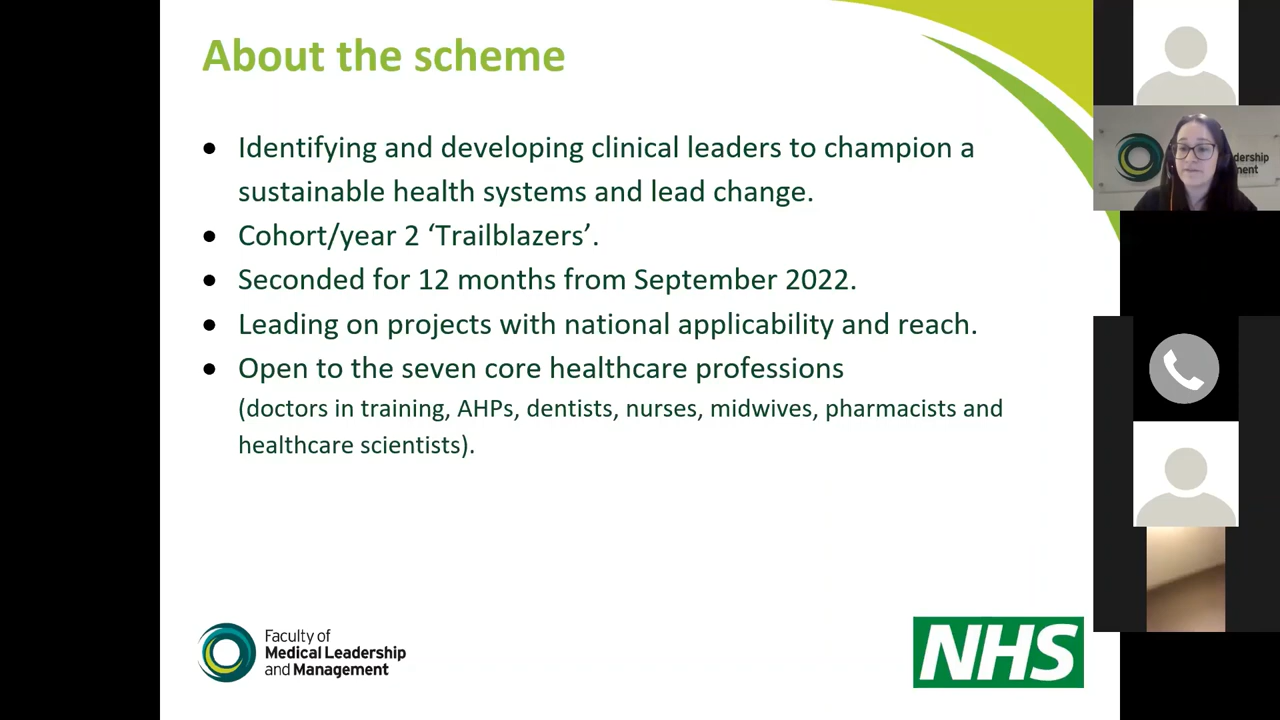 About the scheme
• Identifying and developing clinical leaders to champion a
sustainable health systems and lead change.
• Cohort/year 2 ‘Trailblazers’.
• Seconded for 12 months from September 2022.
• Leading on projects with national applicability and reach.
• Open to the seven core healthcare professions
(doctors in training, AHPs, dentists, nurses, midwives, pharmacists and
healthcare scientists).
Faculty of
Medical Leadership
and Management
NHS
dership
ment